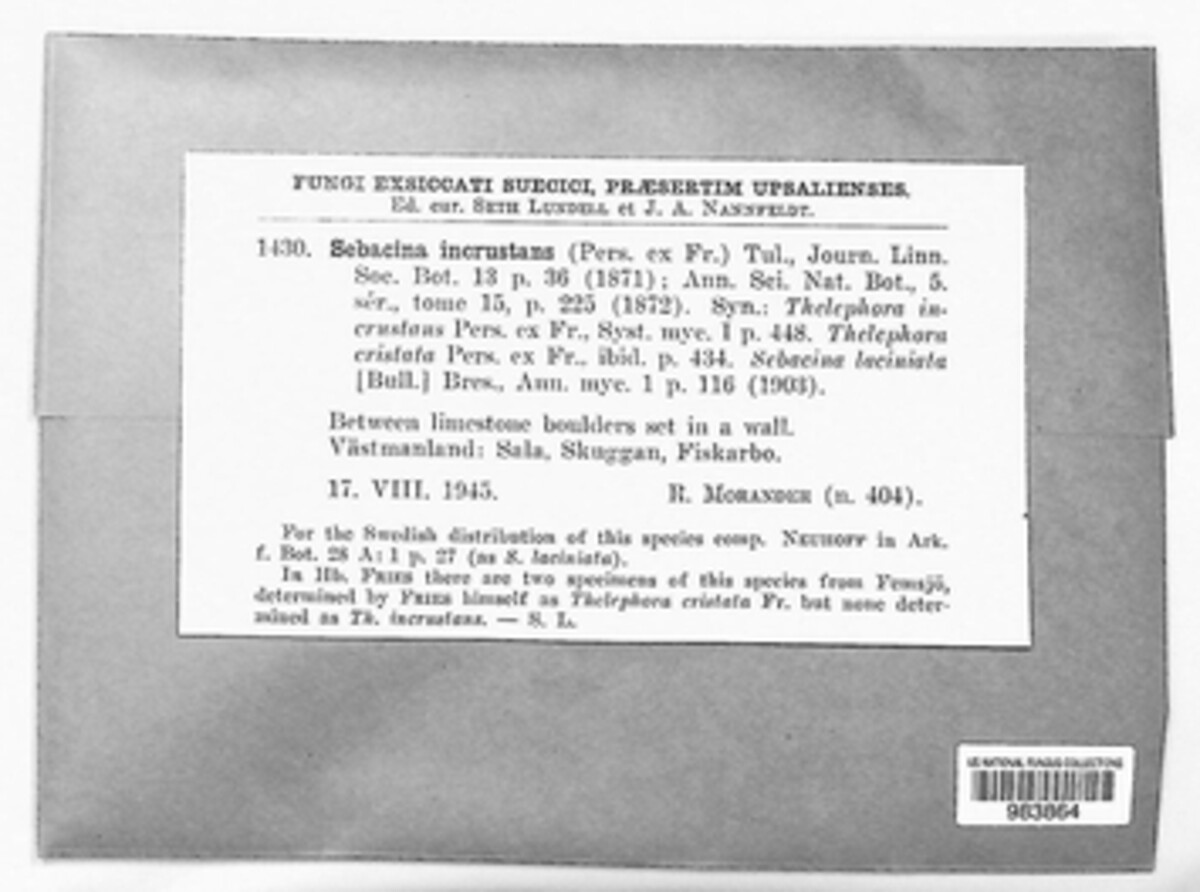 FUNGI EXSICCATI SUECICI, PRÆSERTIM UPSALIENSES.
Ed. cur. SETH LUNDELL et J. A. NANNFELDT.
1430. Sebacina incrustans (Pers. ex Fr.) Tul., Journ. Linn.
Soc. Bot. 13 p. 36 (1871); Ann. Sci. Nat. Bot., 5.
sér., tome 15, p. 225 (1872). Syn.: Thelephora in-
crustans Pers. ex Fr., Syst. myc. I p. 448. Thelephora
cristata Pers. ex Fr., ibid. p. 434. Sebacina laciniata
[Bull.] Bres., Ann. myc. 1 p. 116 (1903).
Between limestone boulders set in a wall.
Västmanland: Sala, Skuggan, Fiskarbo.
17. VIII. 1945. R. MORANDER (n. 404).
For the Swedish distribution of this species comp. NEUHOFF in Ark.
f. Bot. 28 A: 1 p. 27 (as S. laciniata).
In Hb. FRIES there are two specimens of this species from Femsjö,
determined by FRIES himself as Thelephora cristata Fr. but none deter-
mined as Th. incrustans. — S. L.
US NATIONAL FUNGUS COLLECTIONS
983864